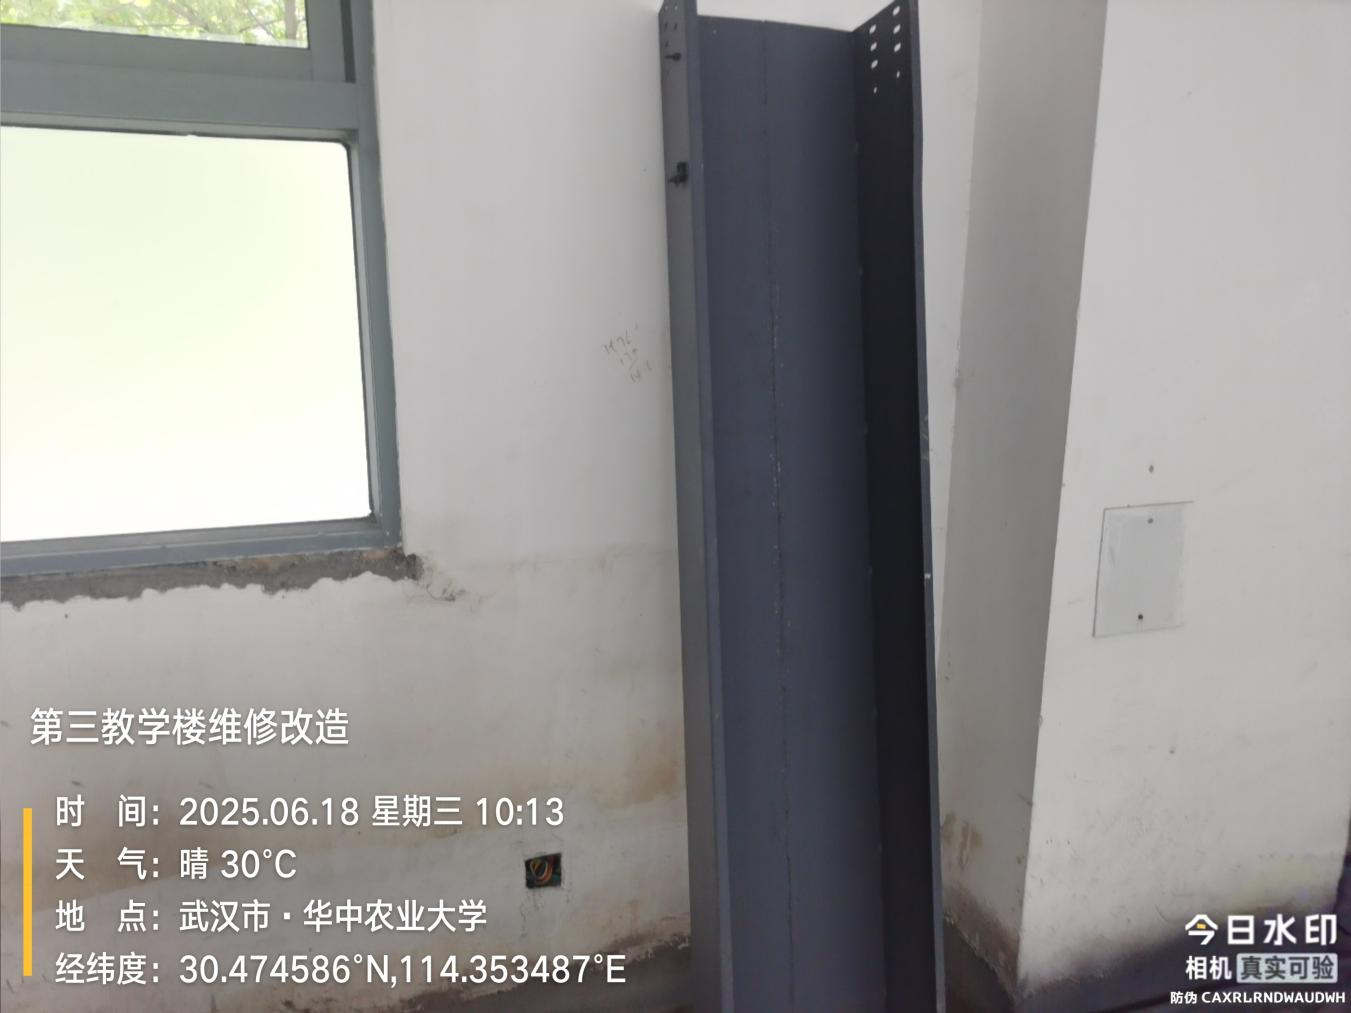 第三教学楼维修改造
时 间：2025.06.18 星期三 10:13
天 气：晴 30°C
地 点：武汉市·华中农业大学
经纬度：30.474586°N,114.353487°E
今日水印
相机 真实可验
防伪 CAXRLRNDWAUDWH